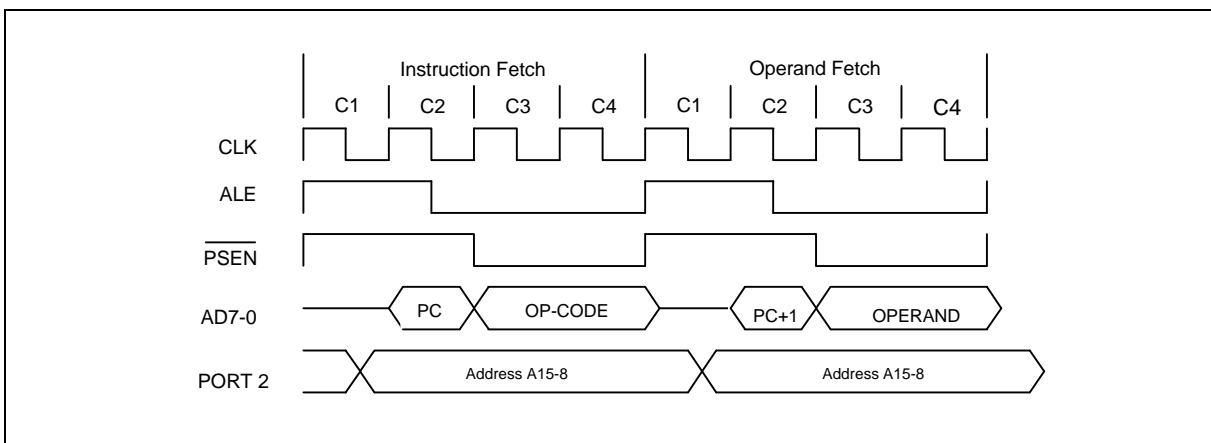 Instruction Fetch Operand Fetch
C1 C2 C3 C4 C1 C2 C3 C4
CLK
ALE
PSEN
AD7-0 PC OP-CODE PC+1 OPERAND
PORT 2 Address A15-8 Address A15-8